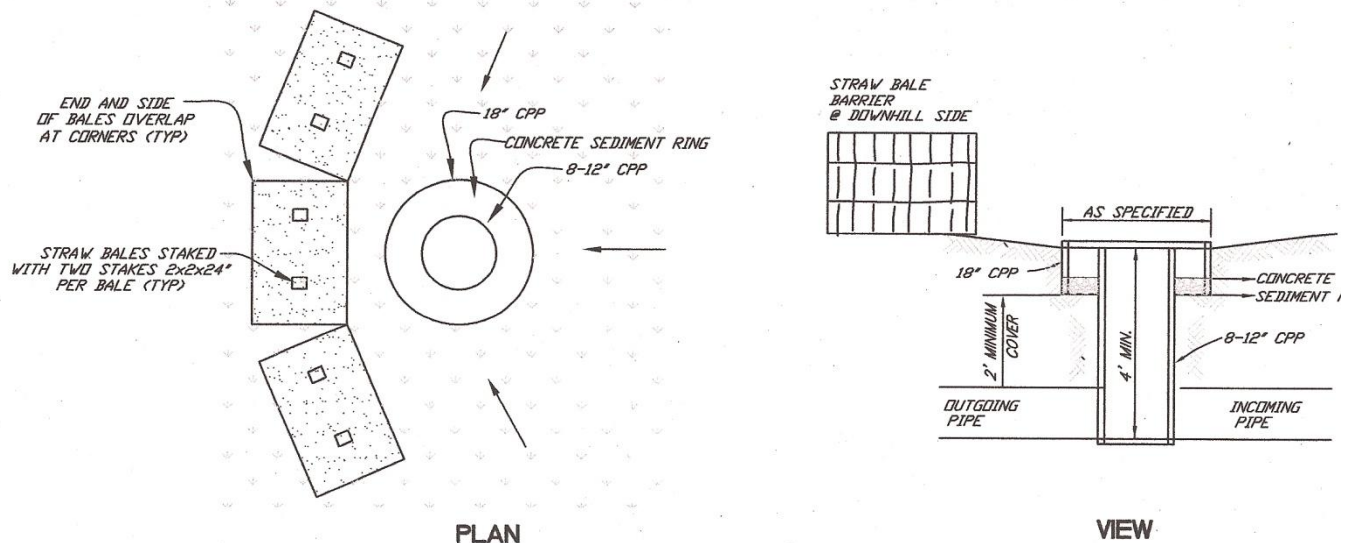 END AND SIDE
OF BALES OVERLAP
AT CORNERS (TYP)
18" CPP
CONCRETE SEDIMENT RING
8-12" CPP
STRAW BALES STAKED
WITH TWO STAKES 2x2x24"
PER BALE (TYP)
PLAN
STRAW BALE
BARRIER
@ DOWNHILL SIDE
AS SPECIFIED
18" CPP
CONCRETE
SEDIMENT
2' MINIMUM
COVER
4' MIN.
8-12" CPP
OUTGOING
PIPE
INCOMING
PIPE
VIEW